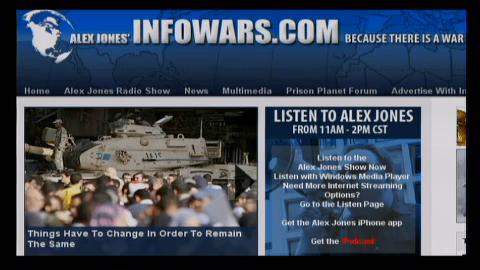 ALEX JONES' INFOWARS.COM BECAUSE THERE IS A WAR
Home Alex Jones Radio Show News Multimedia Prison Planet Forum Advertise With In
LISTEN TO ALEX JONES
FROM 11AM - 2PM CST
Listen to the
Alex Jones Show Now
Listen with Windows Media Player
Need More Internet Streaming
Options?
Go to the Listen Page
Get the Alex Jones iPhone app
Get the Podcast
Things Have To Change In Order To Remain
The Same